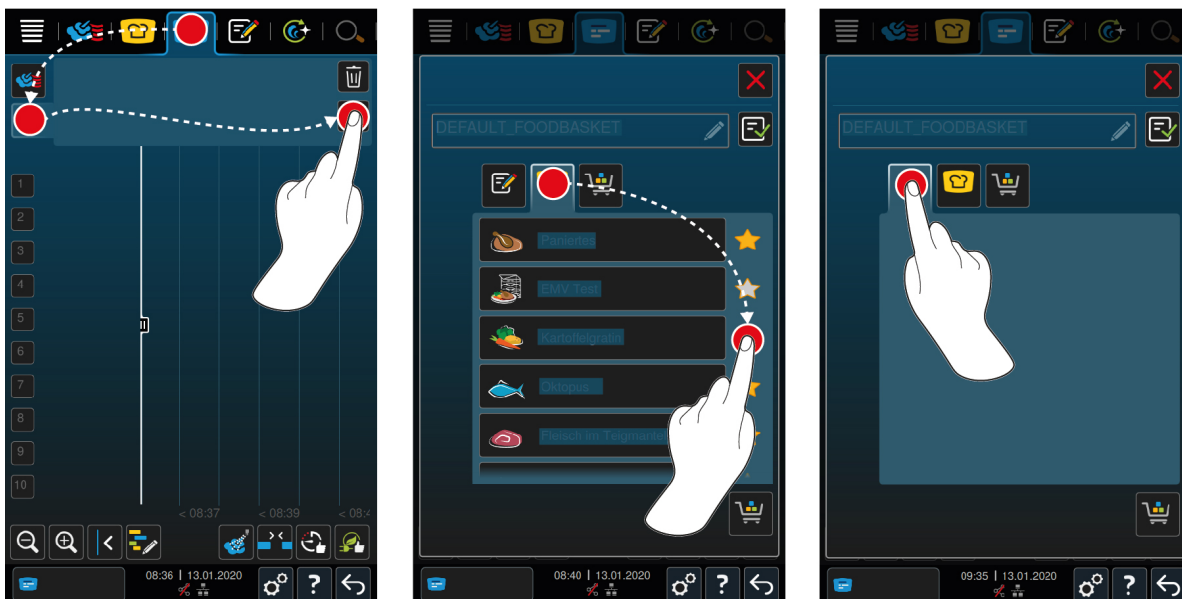 1
2
3
4
5
6
7
8
9
10
< 08:37
< 08:39
< 08:4
08:36 | 13.01.2020
?
DEFAULT_FOODBASKET
Paniertes
EMV Test
Kartoffelgratin
Oktopus
Fleisch im Teigmantel
08:40 | 13.01.2020
?
DEFAULT_FOODBASKET
09:35 | 13.01.2020
?